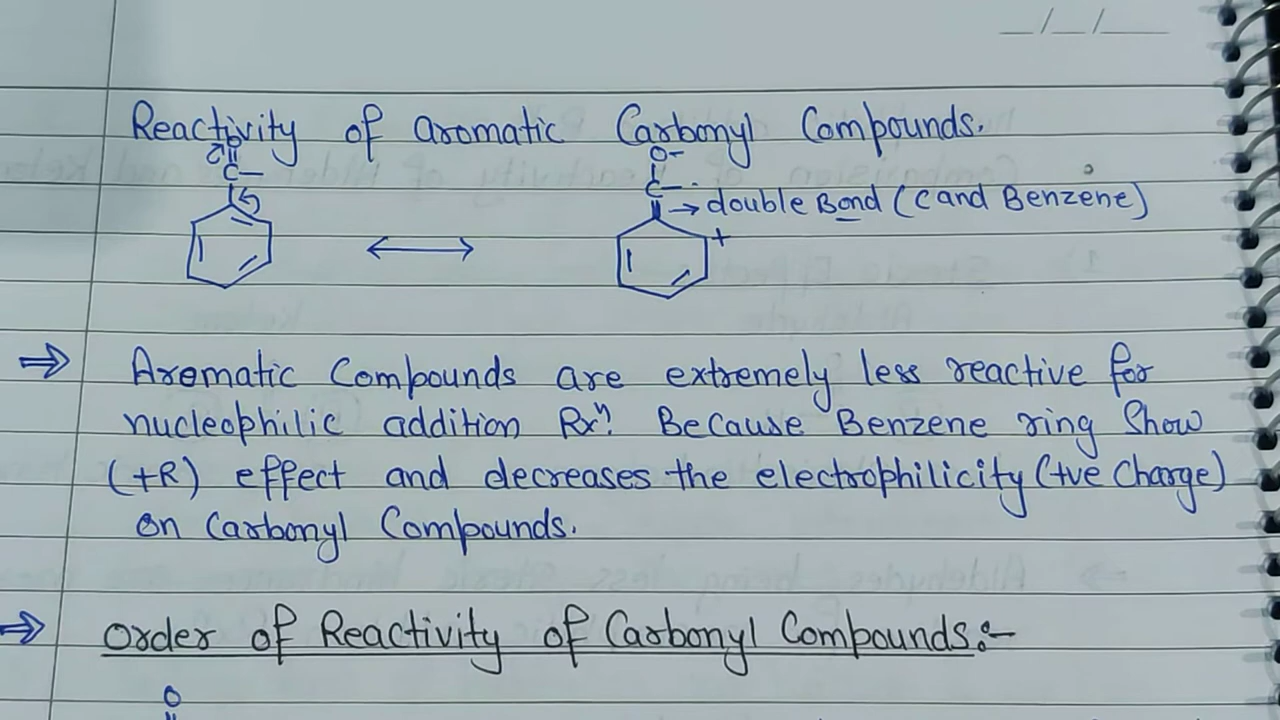 _/_/_
Reactivity of aromatic Carbonyl Compounds.
O
C—
O-
C—
→ double Bond (C and Benzene)
+
⇒ Aromatic Compounds are extremely less reactive for
nucleophilic addition Rxⁿ. Because Benzene ring Show
(+R) effect and decreases the electrophilicity (+ve Charge)
on Carbonyl Compounds.
⇒ Order of Reactivity of Carbonyl Compounds:-
O